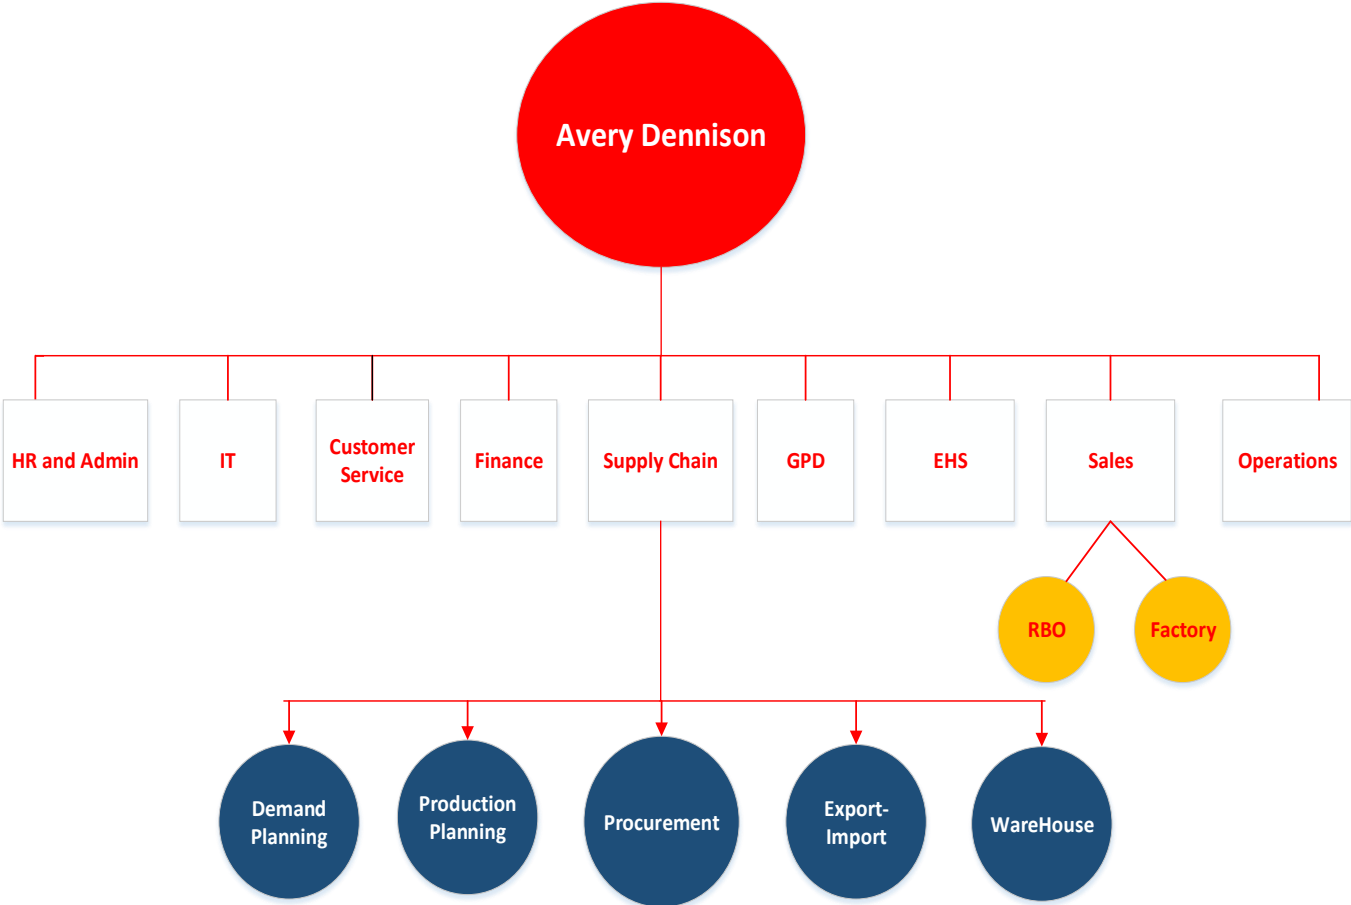 Avery Dennison
HR and Admin
IT
Customer
Service
Finance
Supply Chain
GPD
EHS
Sales
Operations
RBO
Factory
Demand
Planning
Production
Planning
Procurement
Export-
Import
WareHouse